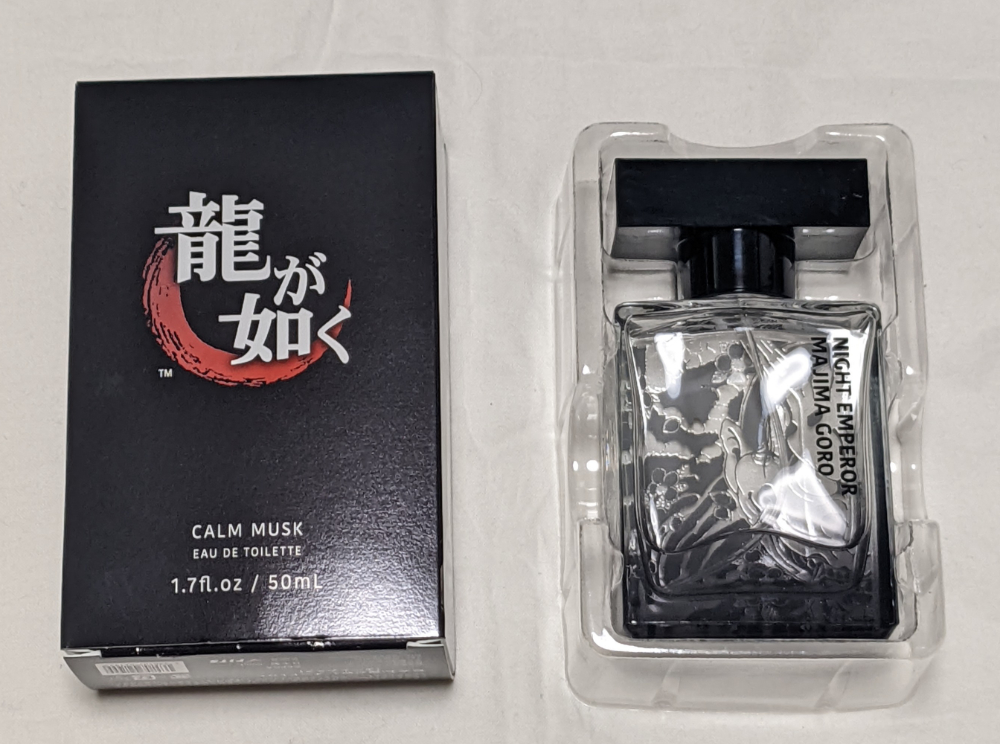 龍が
如く
TM
CALM MUSK
EAU DE TOILETTE
1.7fl.oz / 50mL
NIGHT EMPEROR
MAJIMA GORO